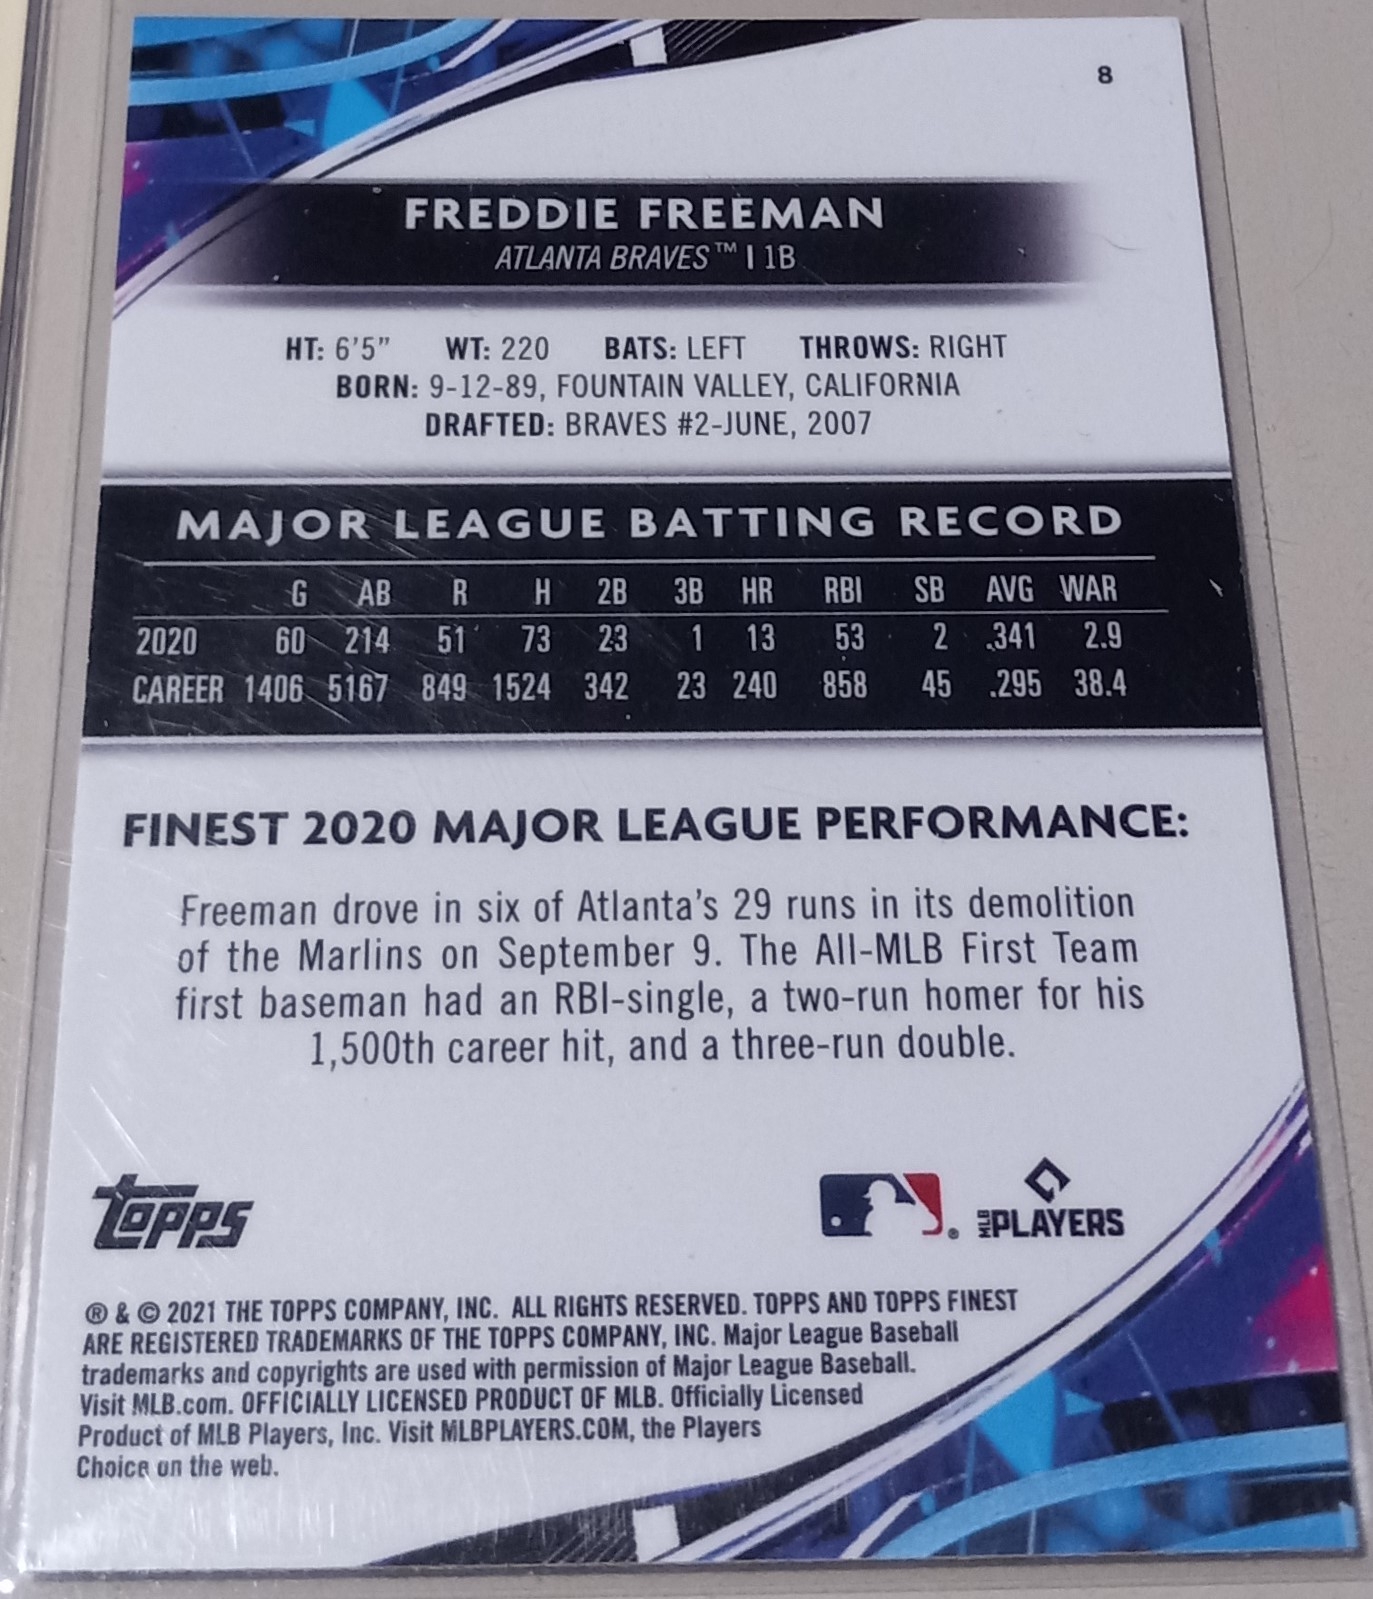 8
FREDDIE FREEMAN
ATLANTA BRAVES™ | 1B
HT: 6'5" WT: 220 BATS: LEFT THROWS: RIGHT
BORN: 9-12-89, FOUNTAIN VALLEY, CALIFORNIA
DRAFTED: BRAVES #2-JUNE, 2007
MAJOR LEAGUE BATTING RECORD
G AB R H 2B 3B HR RBI SB AVG WAR
2020 60 214 51 73 23 1 13 53 2 .341 2.9
CAREER 1406 5167 849 1524 342 23 240 858 45 .295 38.4
FINEST 2020 MAJOR LEAGUE PERFORMANCE:
Freeman drove in six of Atlanta's 29 runs in its demolition
of the Marlins on September 9. The All-MLB First Team
first baseman had an RBI-single, a two-run homer for his
1,500th career hit, and a three-run double.
Topps
® MLB PLAYERS
® & © 2021 THE TOPPS COMPANY, INC. ALL RIGHTS RESERVED. TOPPS AND TOPPS FINEST
ARE REGISTERED TRADEMARKS OF THE TOPPS COMPANY, INC. Major League Baseball
trademarks and copyrights are used with permission of Major League Baseball.
Visit MLB.com. OFFICIALLY LICENSED PRODUCT OF MLB. Officially Licensed
Product of MLB Players, Inc. Visit MLBPLAYERS.COM, the Players
Choice on the web.